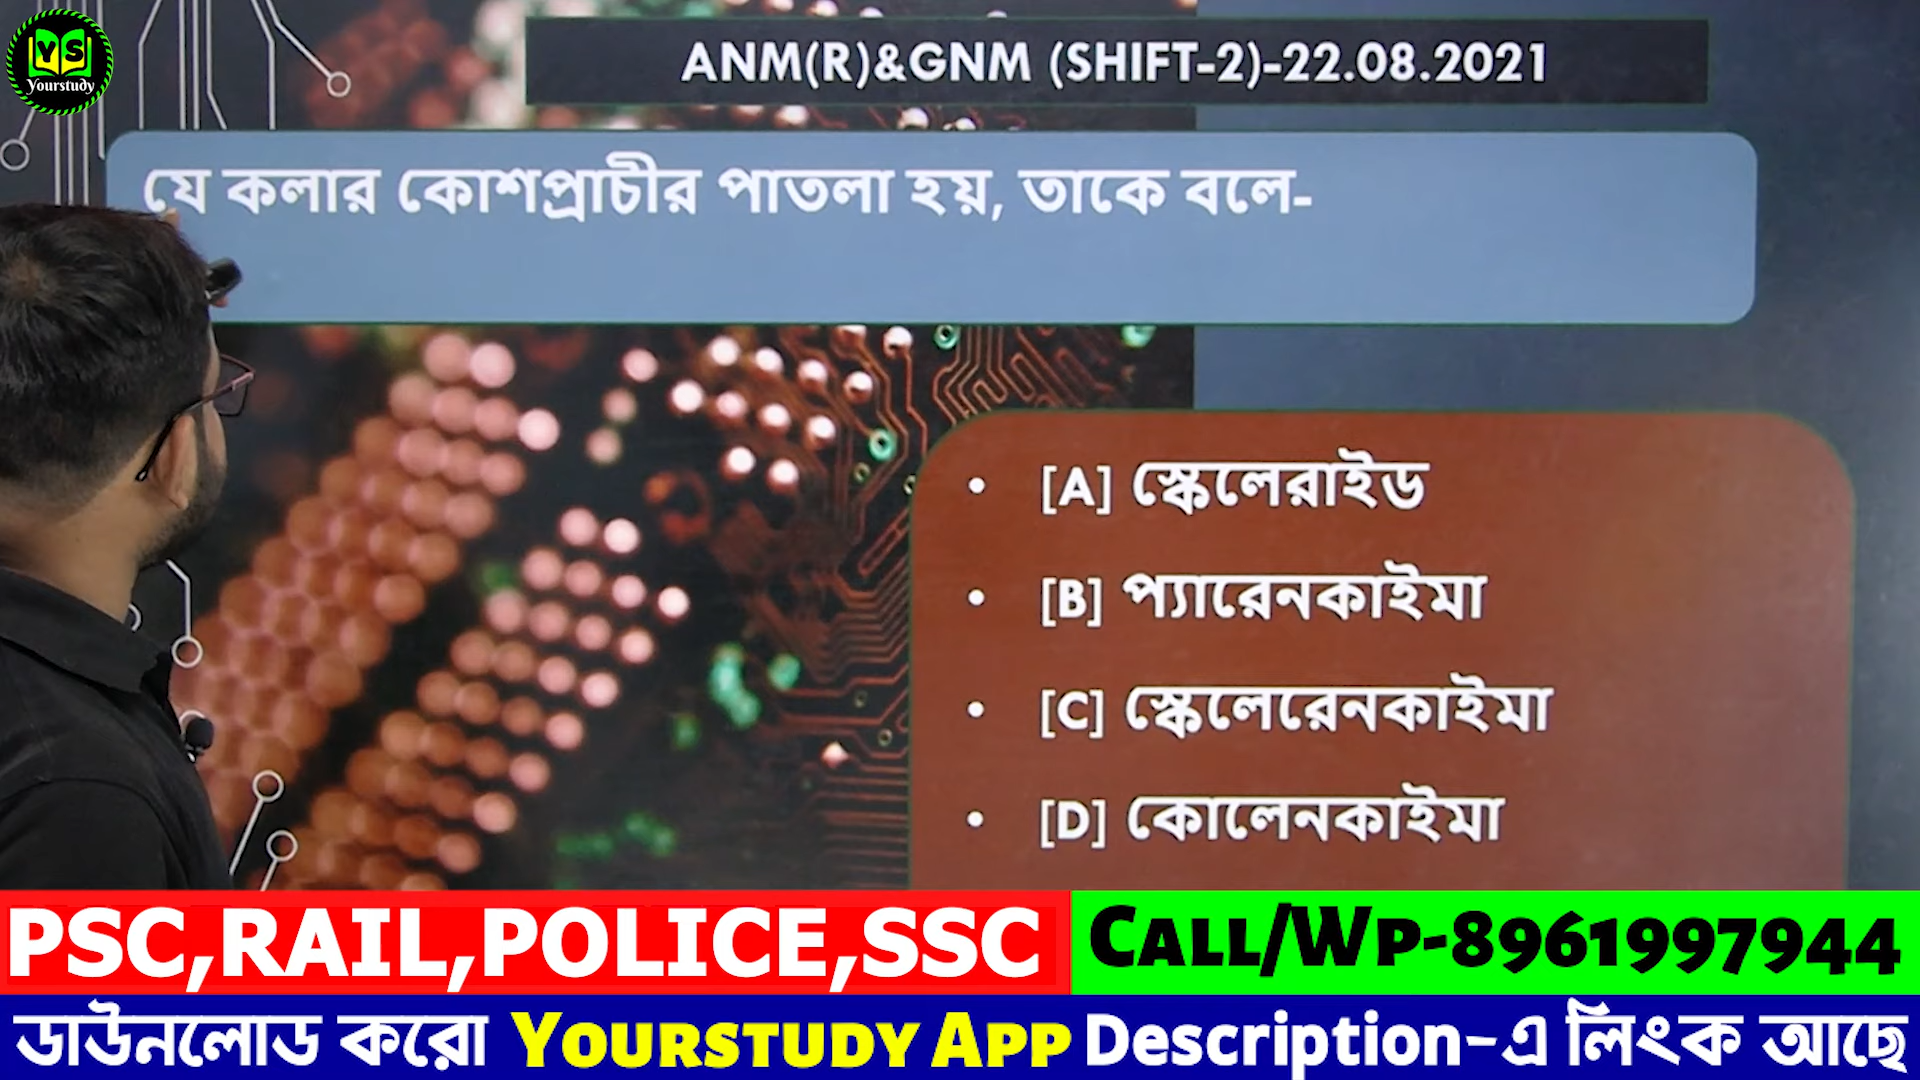 YS
Yourstudy
ANM(R)&GNM (SHIFT-2)-22.08.2021
যে কলার কোশপ্রাচীর পাতলা হয়, তাকে বলে-
• [A] স্কেলেরাইড
• [B] প্যারেনকাইমা
• [C] স্কেলেরেনকাইমা
• [D] কোলেনকাইমা
PSC,RAIL,POLICE,SSC
CALL/WP-8961997944
ডাউনলোড করো YOURSTUDY APP Description-এ লিংক আছে